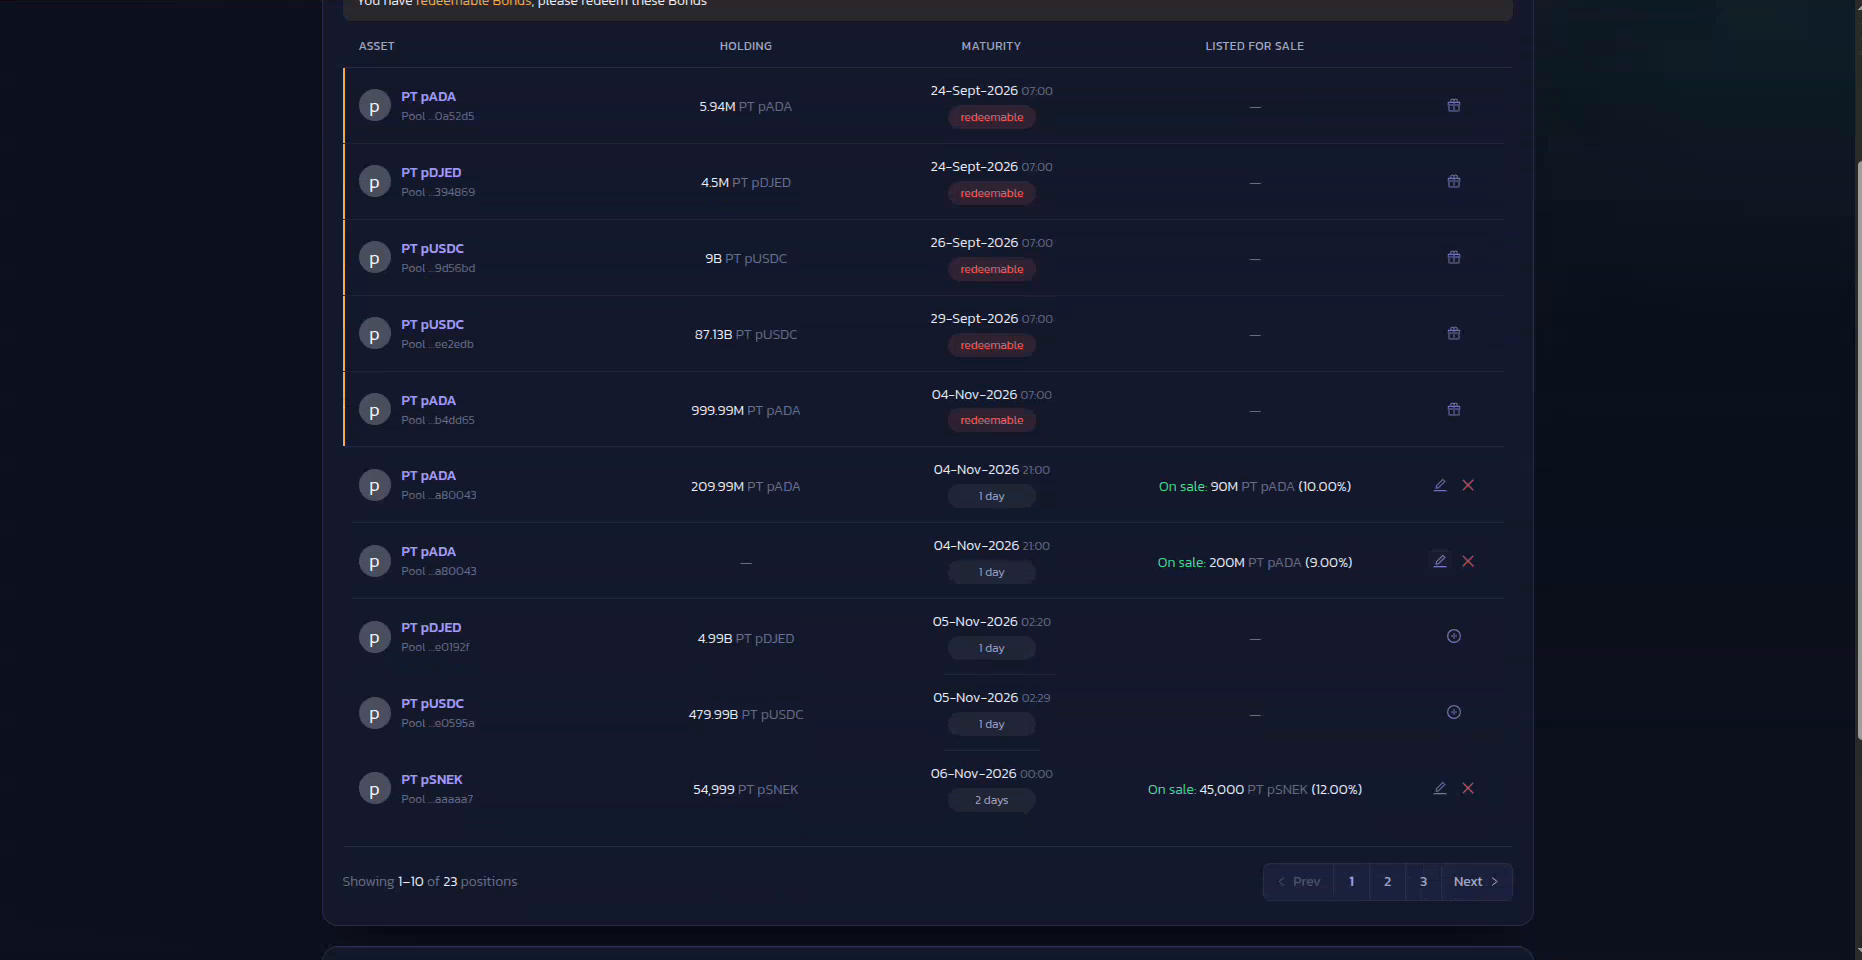 You have redeemable Bonds, please redeem these Bonds
ASSET HOLDING MATURITY LISTED FOR SALE
p PT pADA Pool ...0a52d5 5.94M PT pADA 24-Sept-2026 07:00 redeemable —
p PT pDJED Pool ...394869 4.5M PT pDJED 24-Sept-2026 07:00 redeemable —
p PT pUSDC Pool ...9d56bd 9B PT pUSDC 26-Sept-2026 07:00 redeemable —
p PT pUSDC Pool ...ee2edb 87.13B PT pUSDC 29-Sept-2026 07:00 redeemable —
p PT pADA Pool ...b4dd65 999.99M PT pADA 04-Nov-2026 07:00 redeemable —
p PT pADA Pool ...a80043 209.99M PT pADA 04-Nov-2026 21:00 1 day On sale: 90M PT pADA (10.00%)
p PT pADA Pool ...a80043 — 04-Nov-2026 21:00 1 day On sale: 200M PT pADA (9.00%)
p PT pDJED Pool ...e0192f 4.99B PT pDJED 05-Nov-2026 02:20 1 day —
p PT pUSDC Pool ...e0595a 479.99B PT pUSDC 05-Nov-2026 02:29 1 day —
p PT pSNEK Pool ...aaaaa7 54,999 PT pSNEK 06-Nov-2026 00:00 2 days On sale: 45,000 PT pSNEK (12.00%)
Showing 1–10 of 23 positions Prev 1 2 3 Next